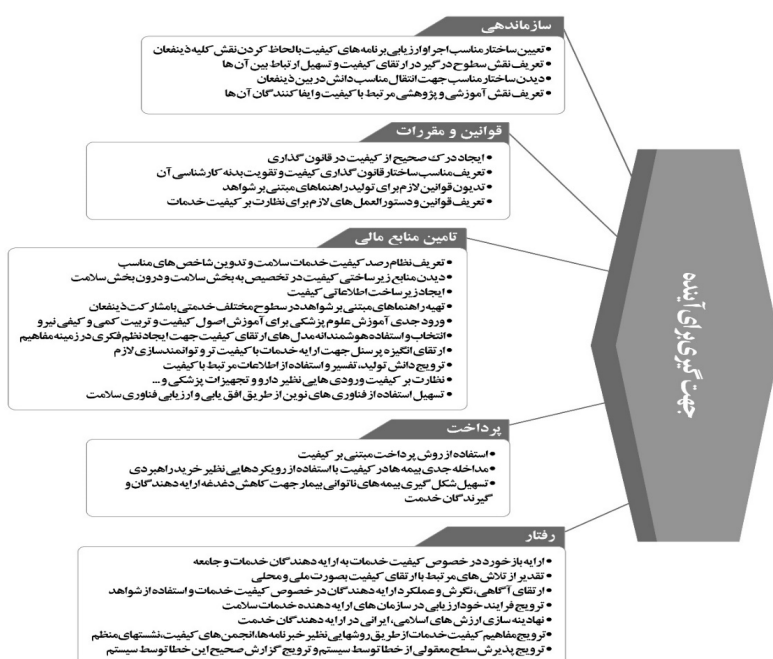 سازماندهی
• تعیین ساختار مناسب اجرا و ارزیابی برنامه های کیفیت با لحاظ کردن نقش کلیه ذینفعان
• تعریف نقش سطوح درگیر در ارتقای کیفیت و تسهیل ارتباط بین آن ها
• دیدن ساختار مناسب جهت انتقال مناسب دانش در بین ذینفعان
• تعریف نقش آموزشی و پژوهشی مرتبط با کیفیت و ایفا کنندگان آن ها
قوانین و مقررات
• ایجاد درک صحیح از کیفیت در قانون گذاری
• تعریف مناسب ساختار قانون گذاری کیفیت و تقویت بدنه کارشناسی آن
• تدیون قوانین لازم برای تولید راهنماهای مبتنی بر شواهد
• تعریف قوانین و دستورالعمل های لازم برای نظارت بر کیفیت خدمات
تامین منابع مالی
• تعریف نظام رصد کیفیت خدمات سلامت و تدوین شاخص های مناسب
• دیدن منابع زیرساختی کیفیت در تخصیص به بخش سلامت و درون بخش سلامت
• ایجاد زیرساخت اطلاعاتی کیفیت
• تهیه راهنماهای مبتنی بر شواهد در سطوح مختلف خدمتی با مشارکت ذینفعان
• ورود جدی آموزش علوم پزشکی برای آموزش اصول کیفیت و تربیت کمی و کیفی نیرو
• انتخاب و استفاده هوشمندانه مدل های ارتقای کیفیت جهت ایجاد نظم فکری در زمینه مفاهیم
• ارتقای انگیزه پرسنل جهت ارایه خدمات با کیفیت تر و توانمندسازی لازم
• ترویج دانش تولید، تفسیر و استفاده از اطلاعات مرتبط با کیفیت
• نظارت بر کیفیت ورودی هایی نظیر دارو و تجهیزات پزشکی و ...
• تسهیل استفاده از فناوری های نوین از طریق افق یابی و ارزیابی فناوری سلامت
پرداخت
• استفاده از روش پرداخت مبتنی بر کیفیت
• مداخله جدی بیمه ها در کیفیت با استفاده از رویکردهایی نظیر خرید راهبردی
• تسهیل شکل گیری بیمه های ناتوانی بیمار جهت کاهش دغدغه ارایه دهندگان و
گیرندگان خدمت
رفتار
• ارایه بازخورد در خصوص کیفیت خدمات به ارایه دهندگان خدمات و جامعه
• تقدیر از تلاش های مرتبط با ارتقای کیفیت بصورت ملی و محلی
• ارتقای آگاهی، نگرش و عملکرد ارایه دهندگان در خصوص کیفیت خدمات و استفاده از شواهد
• ترویج فرایند خودارزیابی در سازمان های ارایه دهنده خدمات سلامت
• نهادینه سازی ارزش های اسلامی، ایرانی در ارایه دهندگان خدمت
• ترویج مفاهیم کیفیت خدمات از طریق روشهایی نظیر خبرنامه ها، انجمن های کیفیت، نشستهای منظم
• ترویج پذیرش سطح معقولی از خطا توسط سیستم و ترویج گزارش صحیح این خطا توسط سیستم
جهت گیری برای آینده